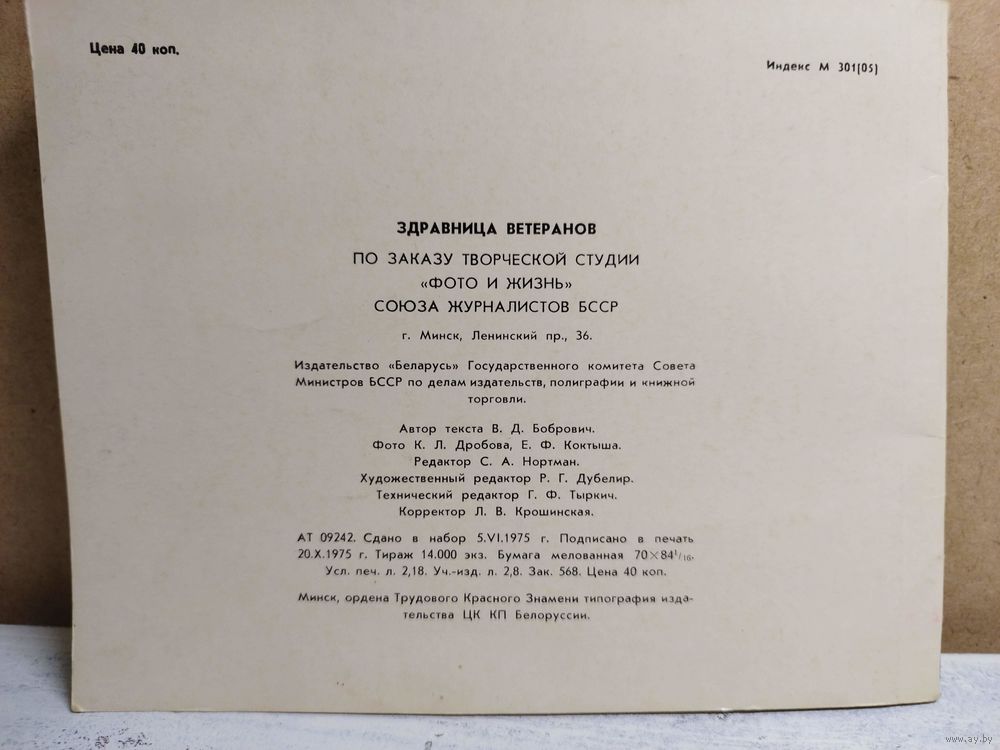 Цена 40 коп.
Индекс М 301(05)
ЗДРАВНИЦА ВЕТЕРАНОВ
ПО ЗАКАЗУ ТВОРЧЕСКОЙ СТУДИИ
«ФОТО И ЖИЗНЬ»
СОЮЗА ЖУРНАЛИСТОВ БССР
г. Минск, Ленинский пр., 36.
Издательство «Беларусь» Государственного комитета Совета
Министров БССР по делам издательств, полиграфии и книжной
торговли.
Автор текста В. Д. Бобрович.
Фото К. Л. Дробова, Е. Ф. Коктыша.
Редактор С. А. Нортман.
Художественный редактор Р. Г. Дубелир.
Технический редактор Г. Ф. Тыркич.
Корректор Л. В. Крошинская.
АТ 09242. Сдано в набор 5.VI.1975 г. Подписано в печать
20.X.1975 г. Тираж 14.000 экз. Бумага мелованная 70×84¹/₁₆.
Усл. печ. л. 2,18. Уч.-изд. л. 2,8. Зак. 568. Цена 40 коп.
Минск, ордена Трудового Красного Знамени типография изда-
тельства ЦК КП Белоруссии.
www.ay.by